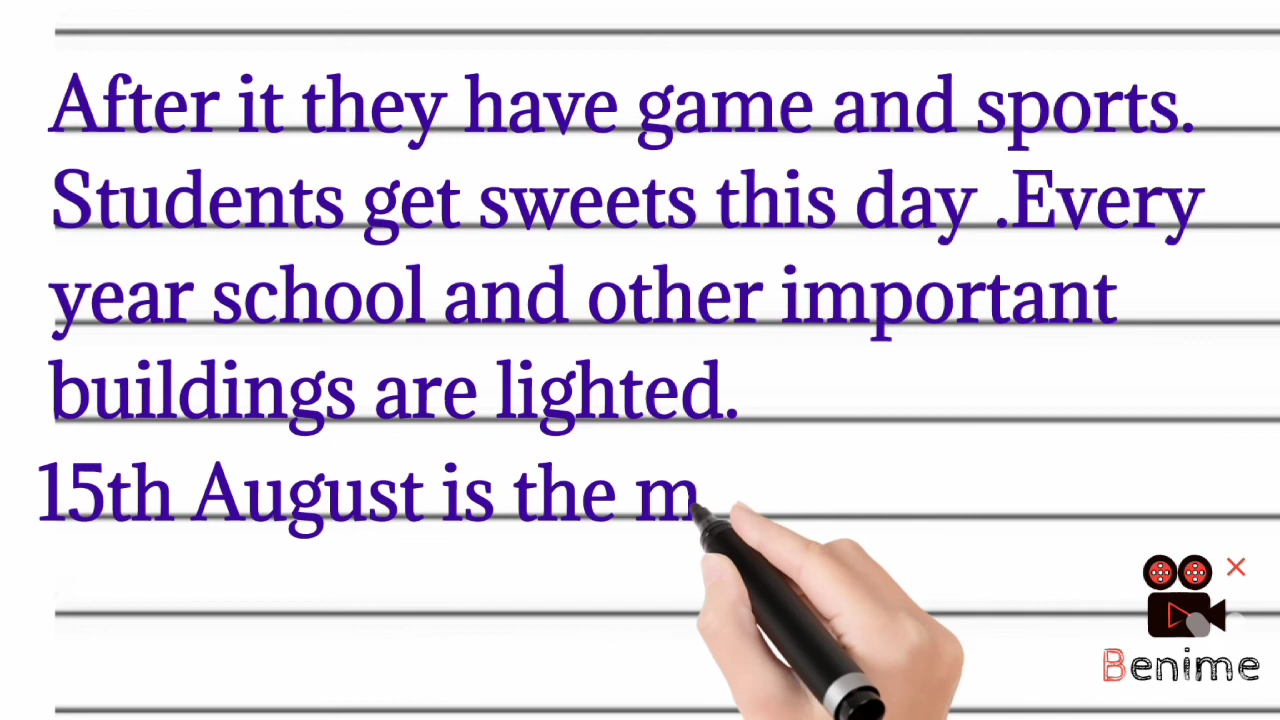 After it they have game and sports.
Students get sweets this day .Every
year school and other important
buildings are lighted.
15th August is the m
Benime